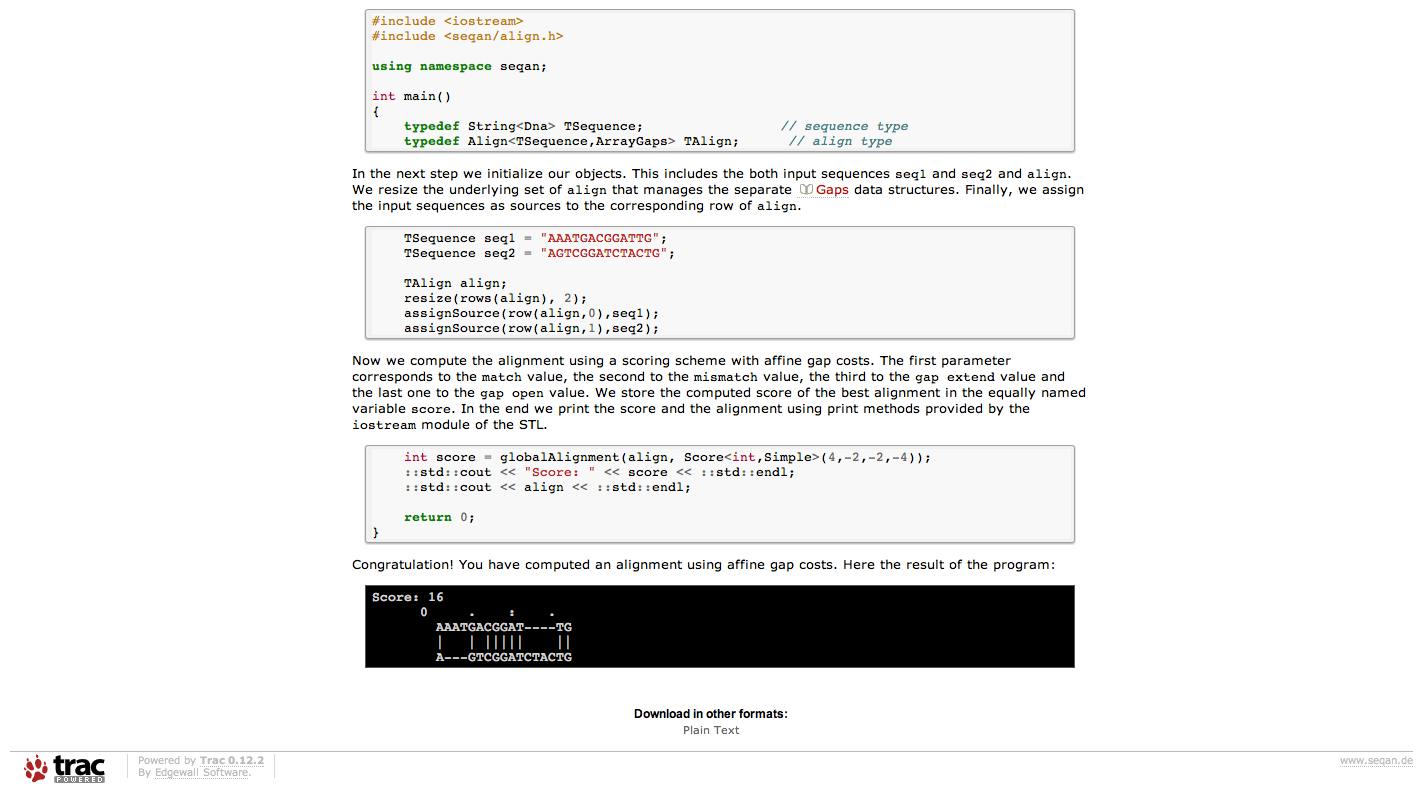 #include <iostream>
#include <seqan/align.h>
using namespace seqan;
int main()
{
typedef String<Dna> TSequence; // sequence type
typedef Align<TSequence,ArrayGaps> TAlign; // align type
In the next step we initialize our objects. This includes the both input sequences seq1 and seq2 and align.
We resize the underlying set of align that manages the separate Gaps data structures. Finally, we assign
the input sequences as sources to the corresponding row of align.
TSequence seq1 = "AAATGACGGATTG";
TSequence seq2 = "AGTCGGATCTACTG";
TAlign align;
resize(rows(align), 2);
assignSource(row(align,0),seq1);
assignSource(row(align,1),seq2);
Now we compute the alignment using a scoring scheme with affine gap costs. The first parameter
corresponds to the match value, the second to the mismatch value, the third to the gap extend value and
the last one to the gap open value. We store the computed score of the best alignment in the equally named
variable score. In the end we print the score and the alignment using print methods provided by the
iostream module of the STL.
int score = globalAlignment(align, Score<int,Simple>(4,-2,-2,-4));
::std::cout << "Score: " << score << ::std::endl;
::std::cout << align << ::std::endl;
return 0;
}
Congratulation! You have computed an alignment using affine gap costs. Here the result of the program:
Score: 16
0     .    :    .
AAATGACGGAT----TG
|   | |||||    ||
A---GTCGGATCTACTG
Download in other formats:
Plain Text
trac POWERED
Powered by Trac 0.12.2
By Edgewall Software.
www.seqan.de